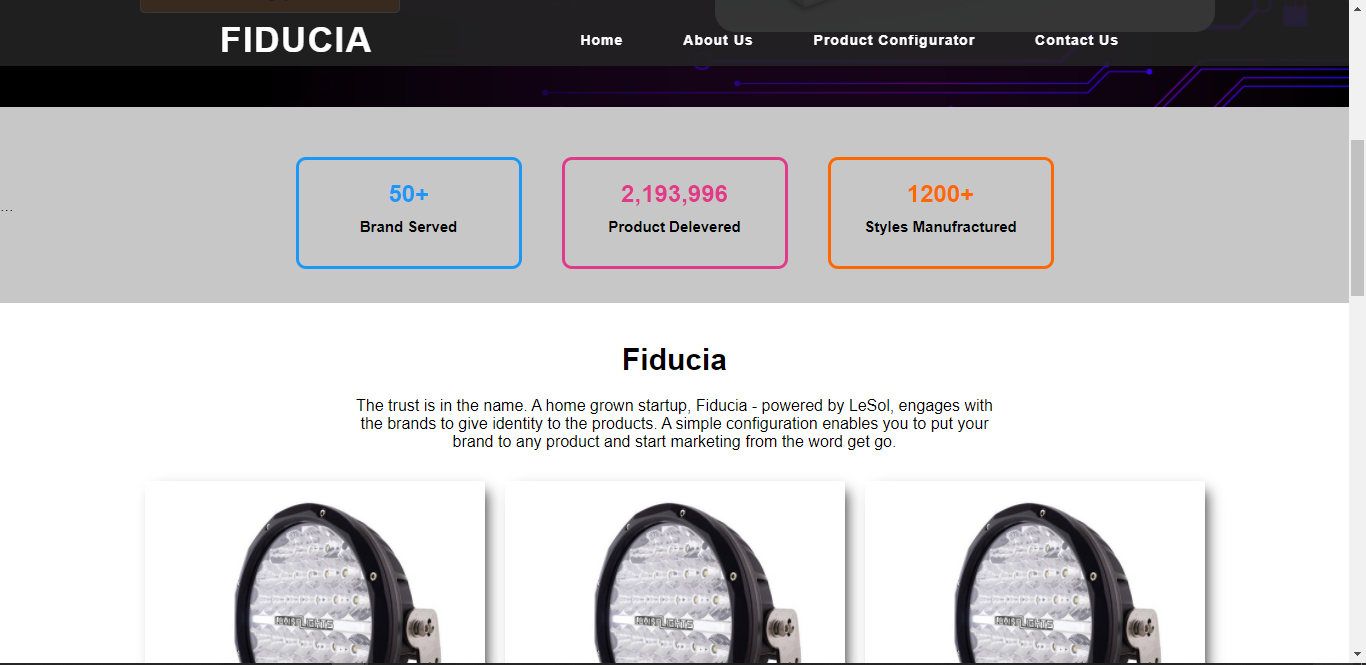 FIDUCIA
Home About Us Product Configurator Contact Us
...
50+ 2,193,996 1200+
Brand Served Product Delevered Styles Manufractured
Fiducia
The trust is in the name. A home grown startup, Fiducia - powered by LeSol, engages with
the brands to give identity to the products. A simple configuration enables you to put your
brand to any product and start marketing from the word get go.